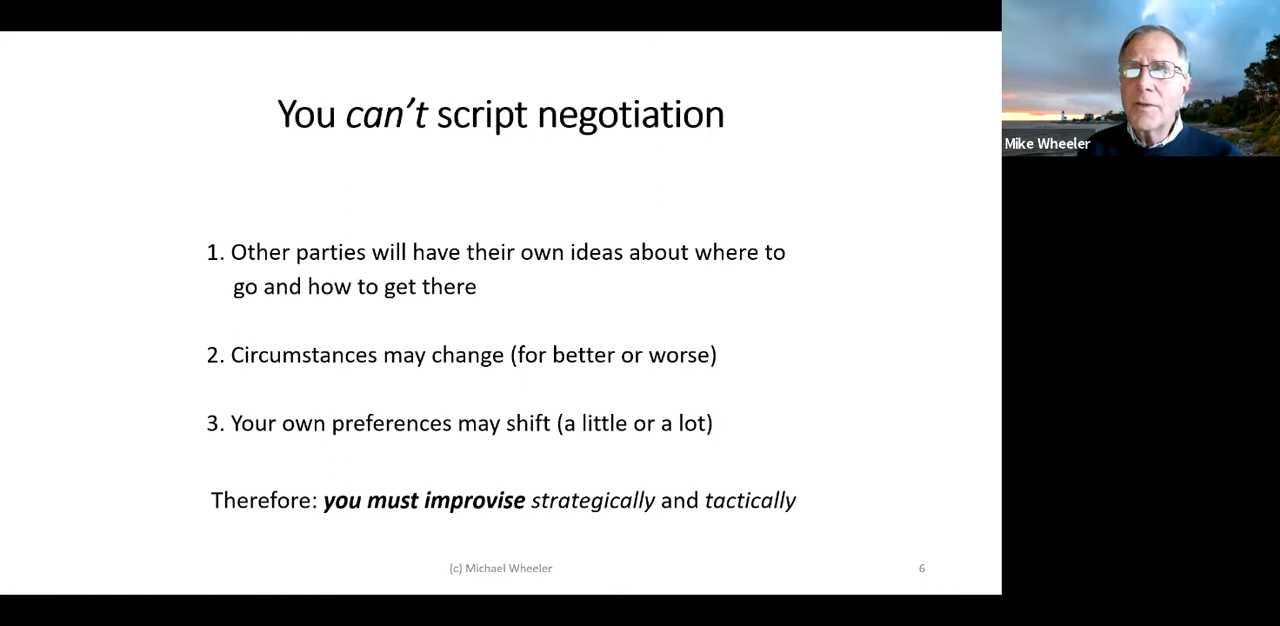 You can't script negotiation
1. Other parties will have their own ideas about where to
go and how to get there
2. Circumstances may change (for better or worse)
3. Your own preferences may shift (a little or a lot)
Therefore: you must improvise strategically and tactically
(c) Michael Wheeler
6
Mike Wheeler